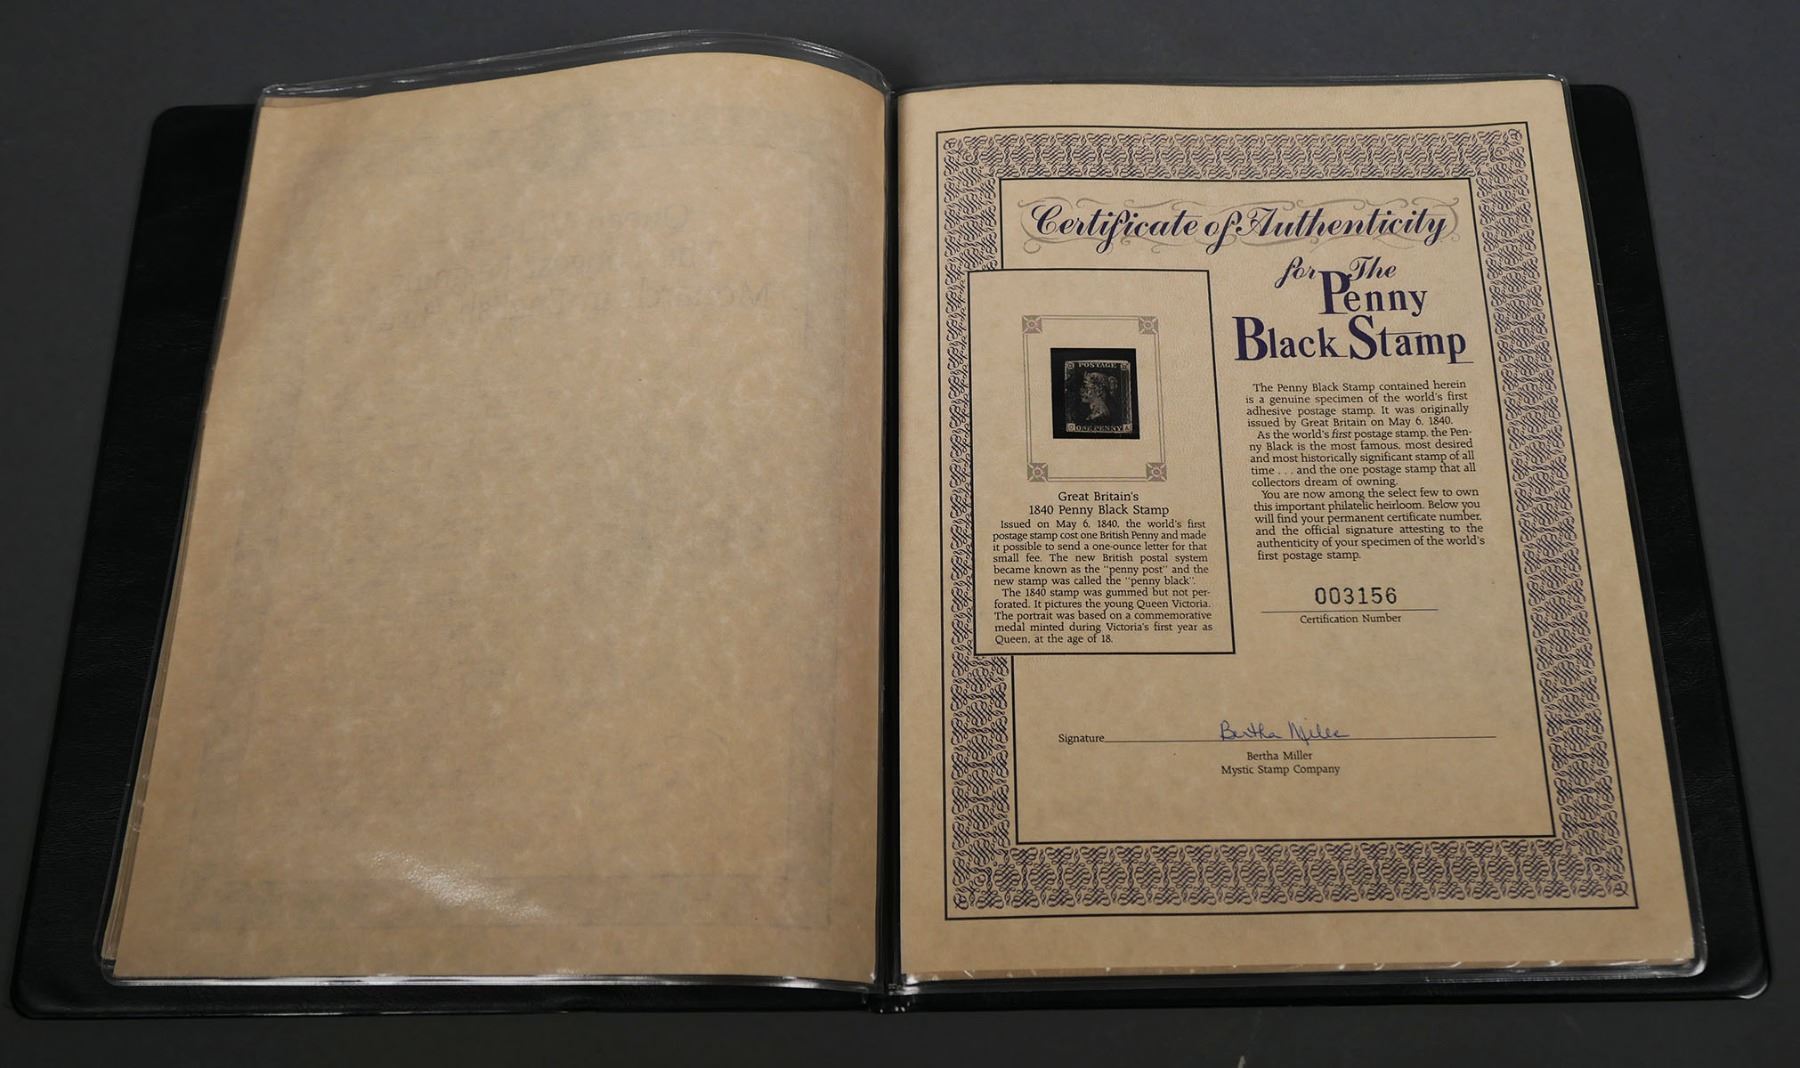 Certificate of Authenticity
for The
Penny
Black Stamp
POSTAGE
ONE PENNY
Great Britain's
1840 Penny Black Stamp
Issued on May 6, 1840, the world's first
postage stamp cost one British Penny and made
it possible to send a one-ounce letter for that
small fee. The new British postal system
became known as the "penny post" and the
new stamp was called the "penny black".
The 1840 stamp was gummed but not per-
forated. It pictures the young Queen Victoria.
The portrait was based on a commemorative
medal minted during Victoria's first year as
Queen, at the age of 18.
The Penny Black Stamp contained herein
is a genuine specimen of the world's first
adhesive postage stamp. It was originally
issued by Great Britain on May 6, 1840.
As the world's first postage stamp, the Pen-
ny Black is the most famous, most desired
and most historically significant stamp of all
time . . . and the one postage stamp that all
collectors dream of owning.
You are now among the select few to own
this important philatelic heirloom. Below you
will find your permanent certificate number,
and the official signature attesting to the
authenticity of your specimen of the world's
first postage stamp.
003156
Certification Number
Signature Bertha Miller
Bertha Miller
Mystic Stamp Company